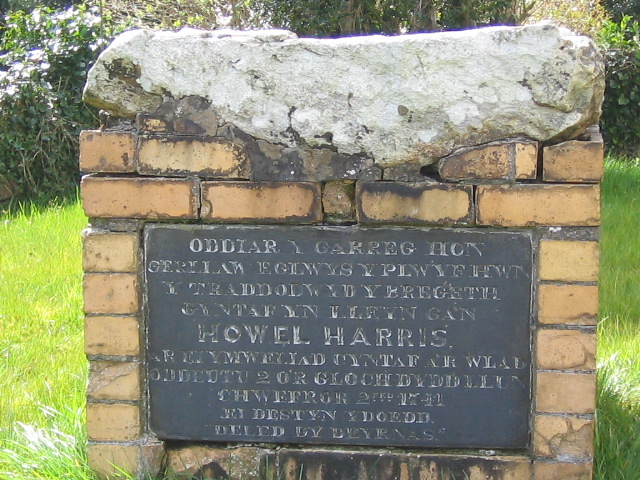 ODDIAR Y GARREG HON
GERLLAW EGLWYS Y PLWYF HWN
Y TRADDODWYD Y BREGETH
GYNTAF YN LLEYN GAN
HOWEL HARRIS.
AR EI YMWELIAD CYNTAF A'R WLAD
ODDEUTU 2 O'R GLOCH DYDD LLUN
CHWEFROR 2FED 1741
EI DESTYN YDOEDD.
"DELED DY DEYRNAS."